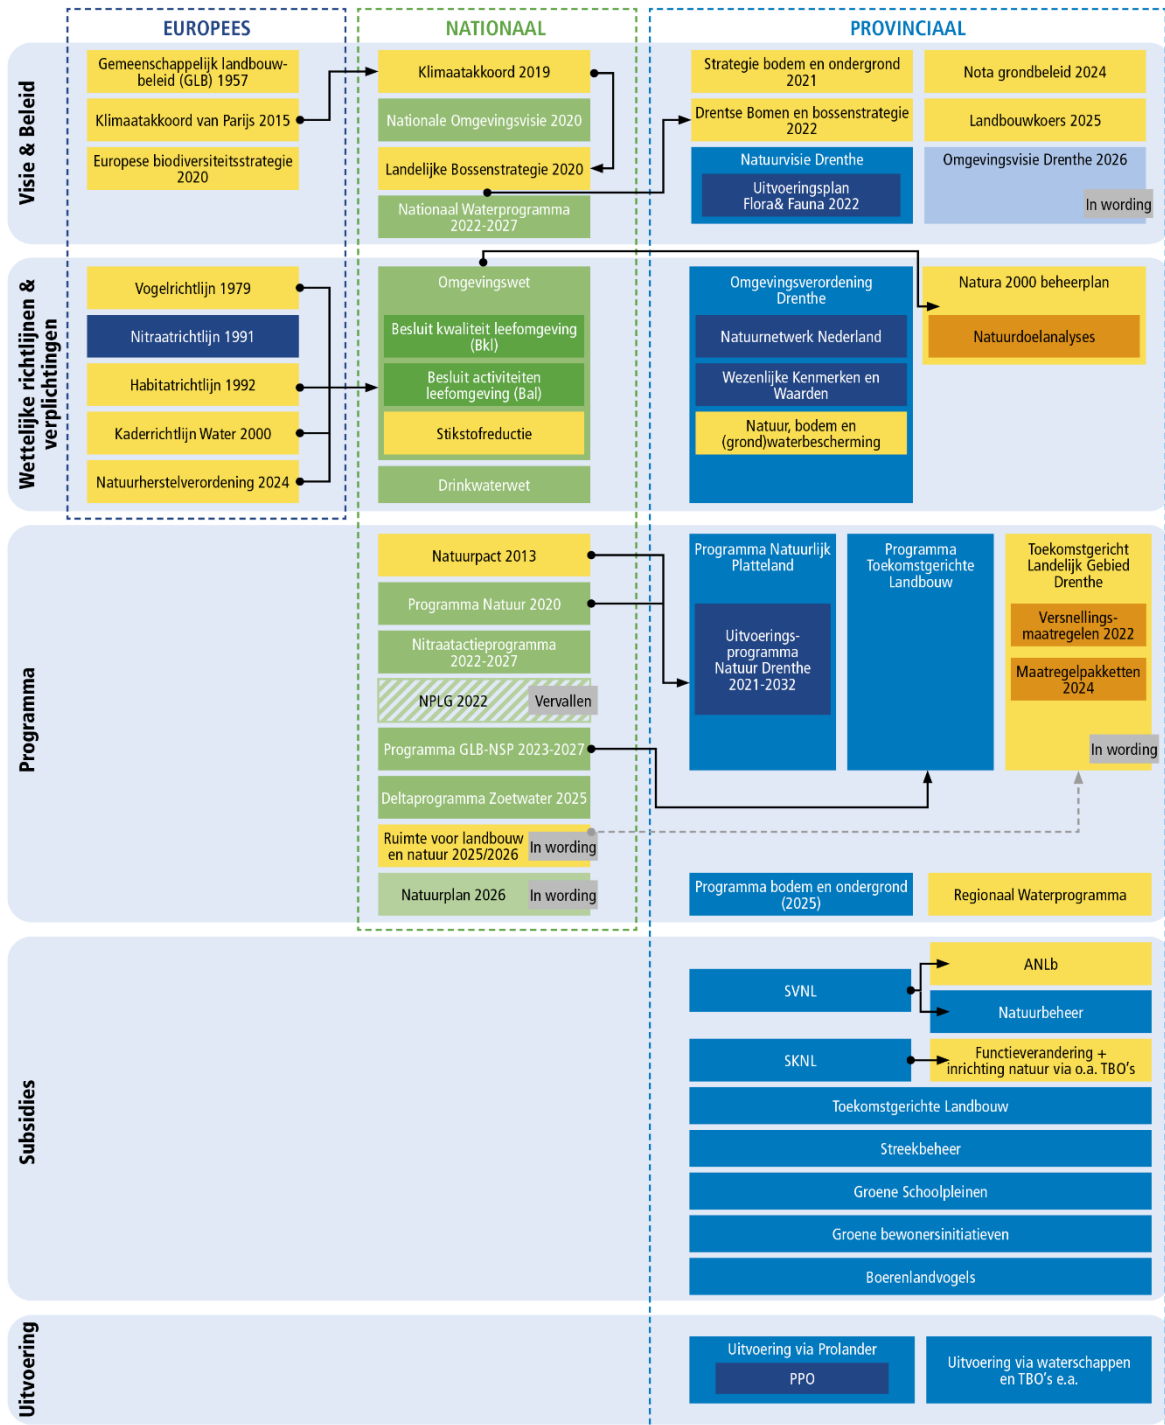 EUROPEES
NATIONAAL
PROVINCIAAL
Visie & Beleid
Gemeenschappelijk landbouw-
beleid (GLB) 1957
Klimaatakkoord van Parijs 2015
Europese biodiversiteitsstrategie
2020
Klimaatakkoord 2019
Nationale Omgevingsvisie 2020
Landelijke Bossenstrategie 2020
Nationaal Waterprogramma
2022-2027
Strategie bodem en ondergrond
2021
Drentse Bomen en bossenstrategie
2022
Natuurvisie Drenthe
Uitvoeringsplan
Flora& Fauna 2022
Nota grondbeleid 2024
Landbouwkoers 2025
Omgevingsvisie Drenthe 2026
In wording
Wettelijke richtlijnen &
verplichtingen
Vogelrichtlijn 1979
Nitraatrichtlijn 1991
Habitatrichtlijn 1992
Kaderrichtlijn Water 2000
Natuurherstelverordening 2024
Omgevingswet
Besluit kwaliteit leefomgeving
(Bkl)
Besluit activiteiten
leefomgeving (Bal)
Stikstofreductie
Drinkwaterwet
Omgevingsverordening
Drenthe
Natuurnetwerk Nederland
Wezenlijke Kenmerken en
Waarden
Natuur, bodem en
(grond)waterbescherming
Natura 2000 beheerplan
Natuurdoelanalyses
Programma
Natuurpact 2013
Programma Natuur 2020
Nitraatactieprogramma
2022-2027
NPLG 2022
Vervallen
Programma GLB-NSP 2023-2027
Deltaprogramma Zoetwater 2025
Ruimte voor landbouw
en natuur 2025/2026
In wording
Natuurplan 2026
In wording
Programma Natuurlijk
Platteland
Uitvoerings-
programma
Natuur Drenthe
2021-2032
Programma
Toekomstgerichte
Landbouw
Toekomstgericht
Landelijk Gebied
Drenthe
Versnellings-
maatregelen 2022
Maatregelpakketten
2024
In wording
Programma bodem en ondergrond
(2025)
Regionaal Waterprogramma
Subsidies
SVNL
ANLb
Natuurbeheer
SKNL
Functieverandering +
inrichting natuur via o.a. TBO's
Toekomstgerichte Landbouw
Streekbeheer
Groene Schoolpleinen
Groene bewonersinitiatieven
Boerenlandvogels
Uitvoering
Uitvoering via Prolander
PPO
Uitvoering via waterschappen
en TBO's e.a.